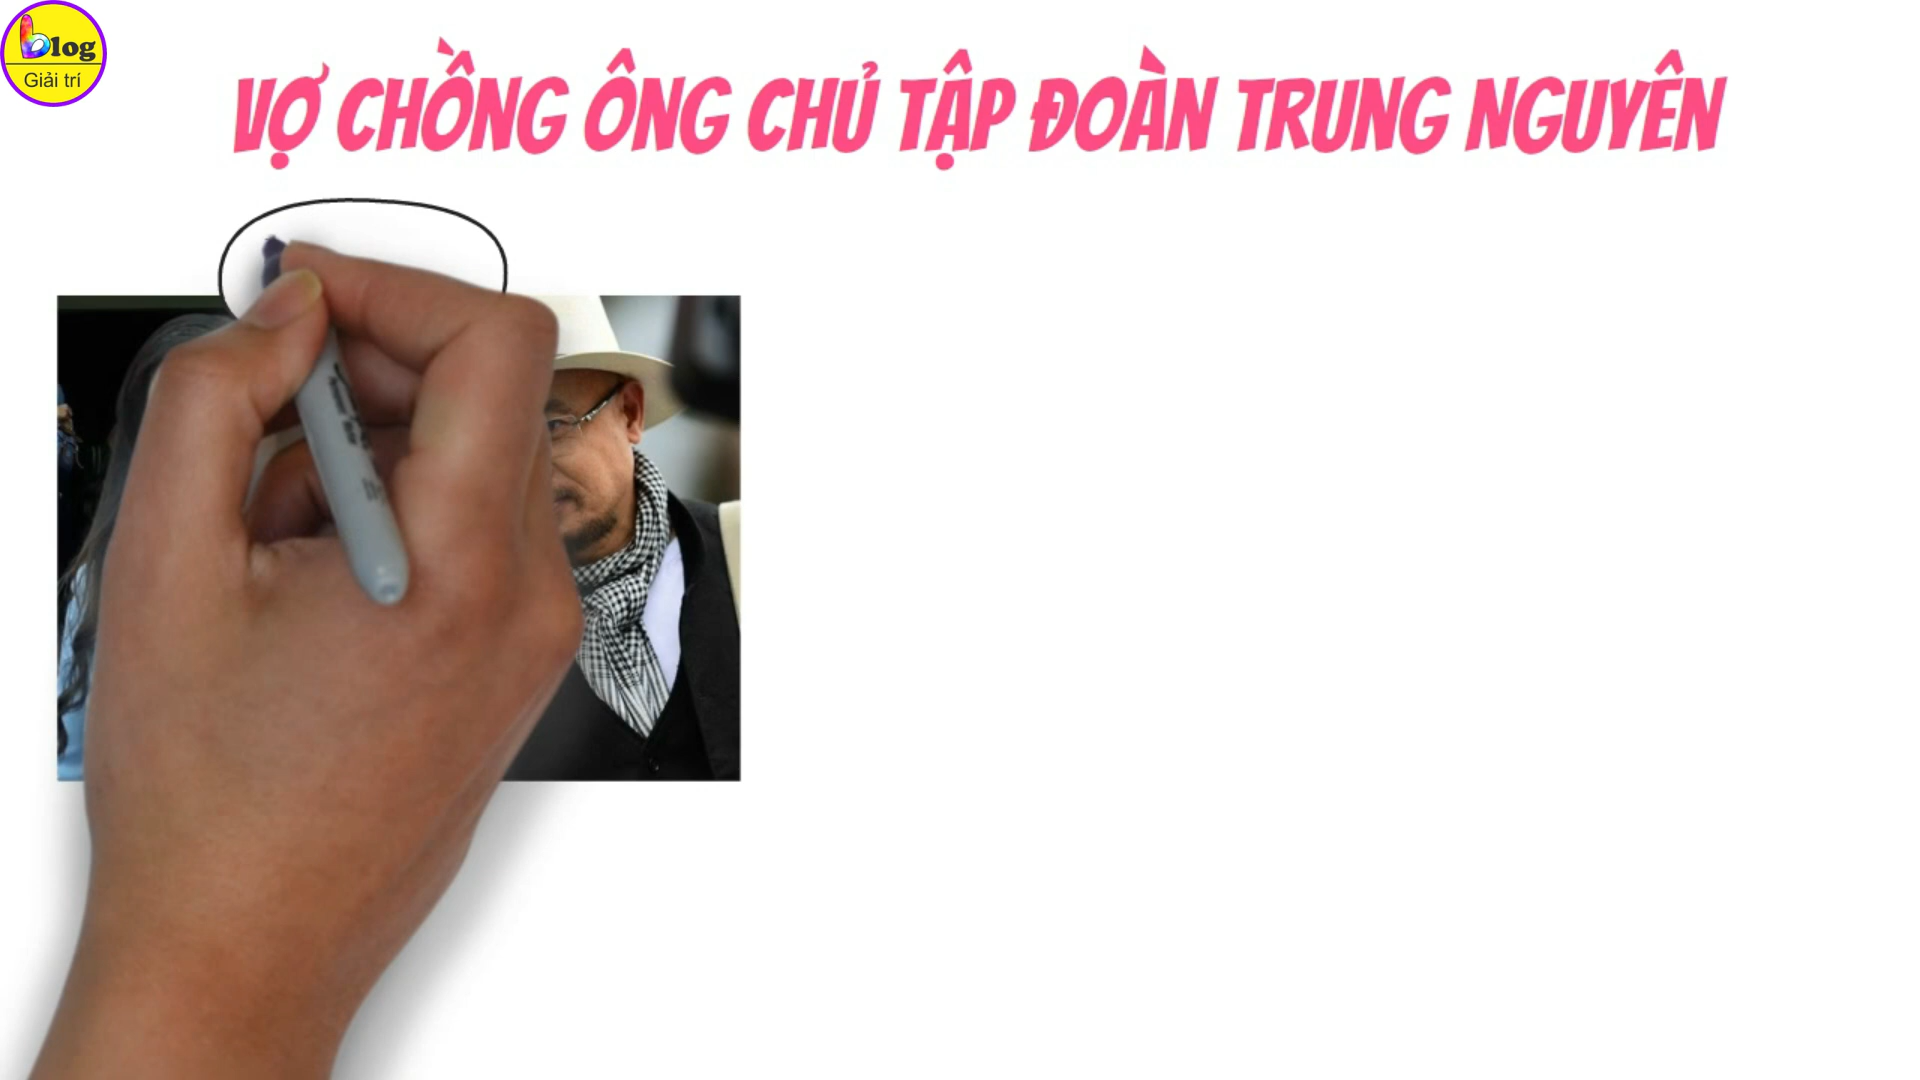 blog
Giải trí
VỢ CHỒNG ÔNG CHỦ TẬP ĐOÀN TRUNG NGUYÊN